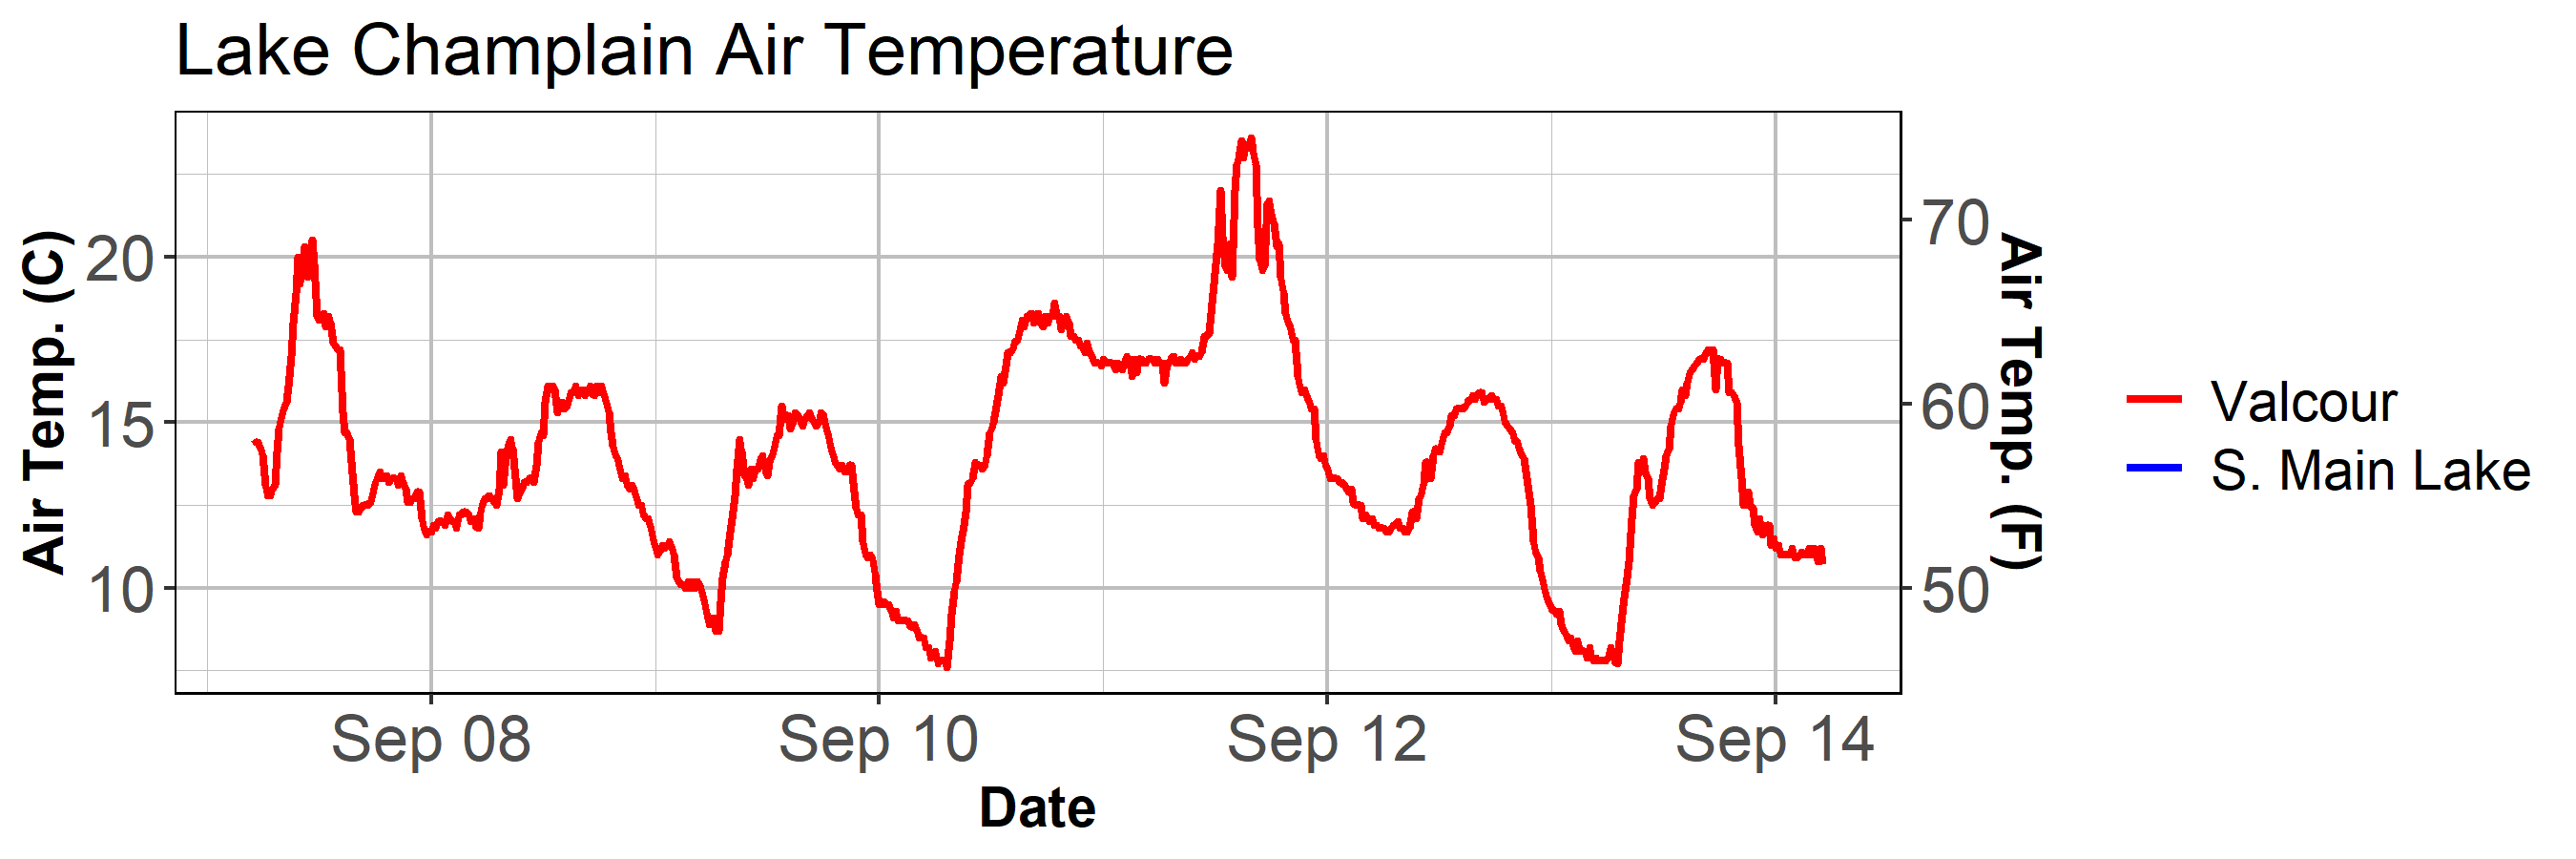 Lake Champlain Air Temperature
Air Temp. (C)
20
15
10
70
60
50
Air Temp. (F)
Sep 08
Sep 10
Sep 12
Sep 14
Date
Valcour
S. Main Lake